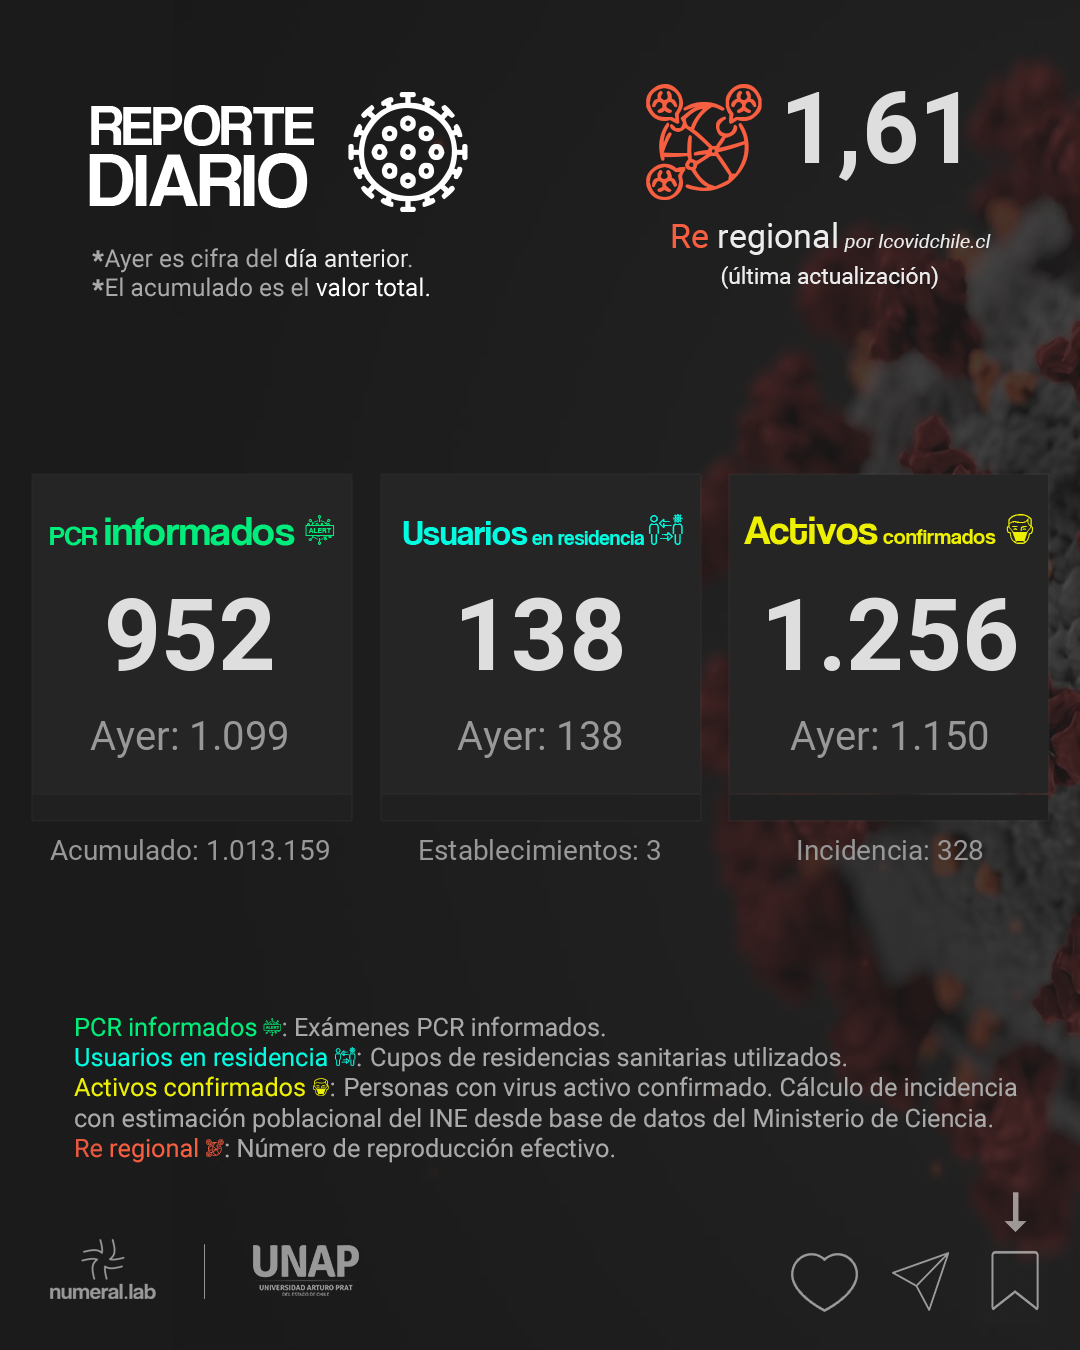 REPORTE
DIARIO
*Ayer es cifra del día anterior.
*El acumulado es el valor total.
1,61
Re regional por Icovidchile.cl
(última actualización)
PCR informados ALERT
952
Ayer: 1.099
Acumulado: 1.013.159
Usuarios en residencia
138
Ayer: 138
Establecimientos: 3
Activos confirmados
1.256
Ayer: 1.150
Incidencia: 328
PCR informados ALERT: Exámenes PCR informados.
Usuarios en residencia : Cupos de residencias sanitarias utilizados.
Activos confirmados : Personas con virus activo confirmado. Cálculo de incidencia
con estimación poblacional del INE desde base de datos del Ministerio de Ciencia.
Re regional : Número de reproducción efectivo.
numeral.lab
UNAP
UNIVERSIDAD ARTURO PRAT
DEL ESTADO DE CHILE